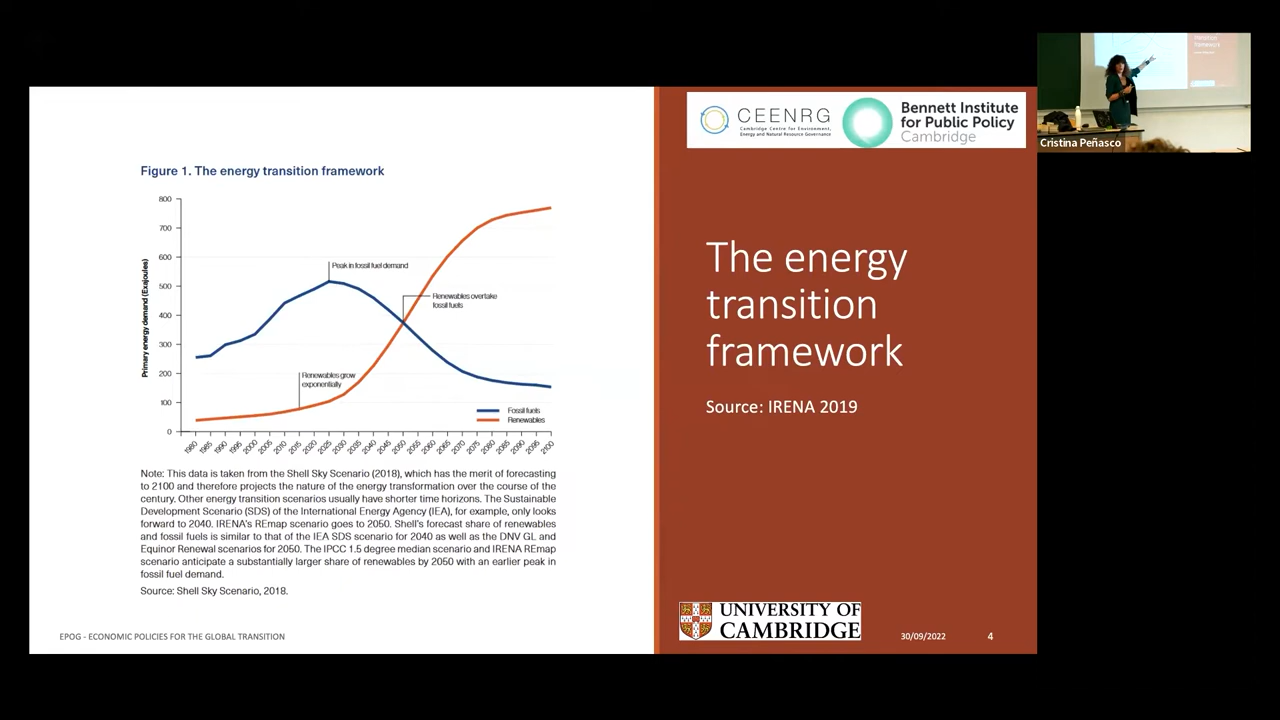 Figure 1. The energy transition framework
Primary energy demand (Exajoules)
800
700
600
500
400
300
200
100
0
Peak in fossil fuel demand
Renewables overtake
fossil fuels
Renewables grow
exponentially
Fossil fuels
Renewables
1980 1985 1990 1995 2000 2005 2010 2015 2020 2025 2030 2035 2040 2045 2050 2055 2060 2065 2070 2075 2080 2085 2090 2095 2100
Note: This data is taken from the Shell Sky Scenario (2018), which has the merit of forecasting
to 2100 and therefore projects the nature of the energy transformation over the course of the
century. Other energy transition scenarios usually have shorter time horizons. The Sustainable
Development Scenario (SDS) of the International Energy Agency (IEA), for example, only looks
forward to 2040. IRENA's REmap scenario goes to 2050. Shell's forecast share of renewables
and fossil fuels is similar to that of the IEA SDS scenario for 2040 as well as the DNV GL and
Equinor Renewal scenarios for 2050. The IPCC 1.5 degree median scenario and IRENA REmap
scenario anticipate a substantially larger share of renewables by 2050 with an earlier peak in
fossil fuel demand.
Source: Shell Sky Scenario, 2018.
EPOG - ECONOMIC POLICIES FOR THE GLOBAL TRANSITION
CEENRG
Cambridge Centre for Environment,
Energy and Natural Resource Governance
Bennett Institute
for Public Policy
Cambridge
The energy
transition
framework
Source: IRENA 2019
UNIVERSITY OF
CAMBRIDGE
30/09/2022
4
Cristina Peñasco